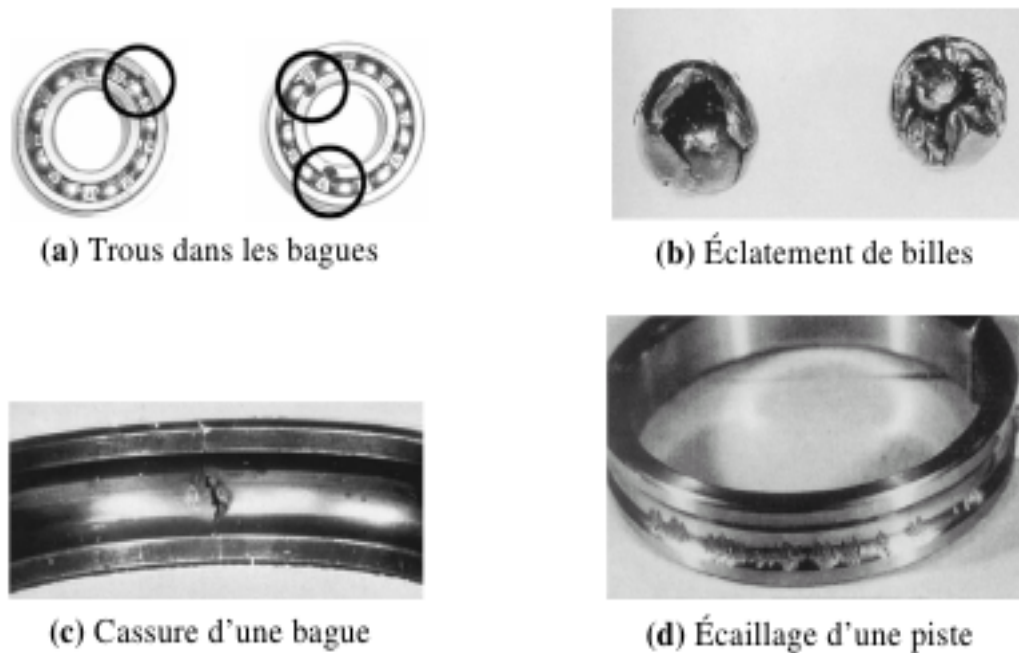 (a) Trous dans les bagues
(b) Éclatement de billes
(c) Cassure d'une bague
(d) Écaillage d'une piste